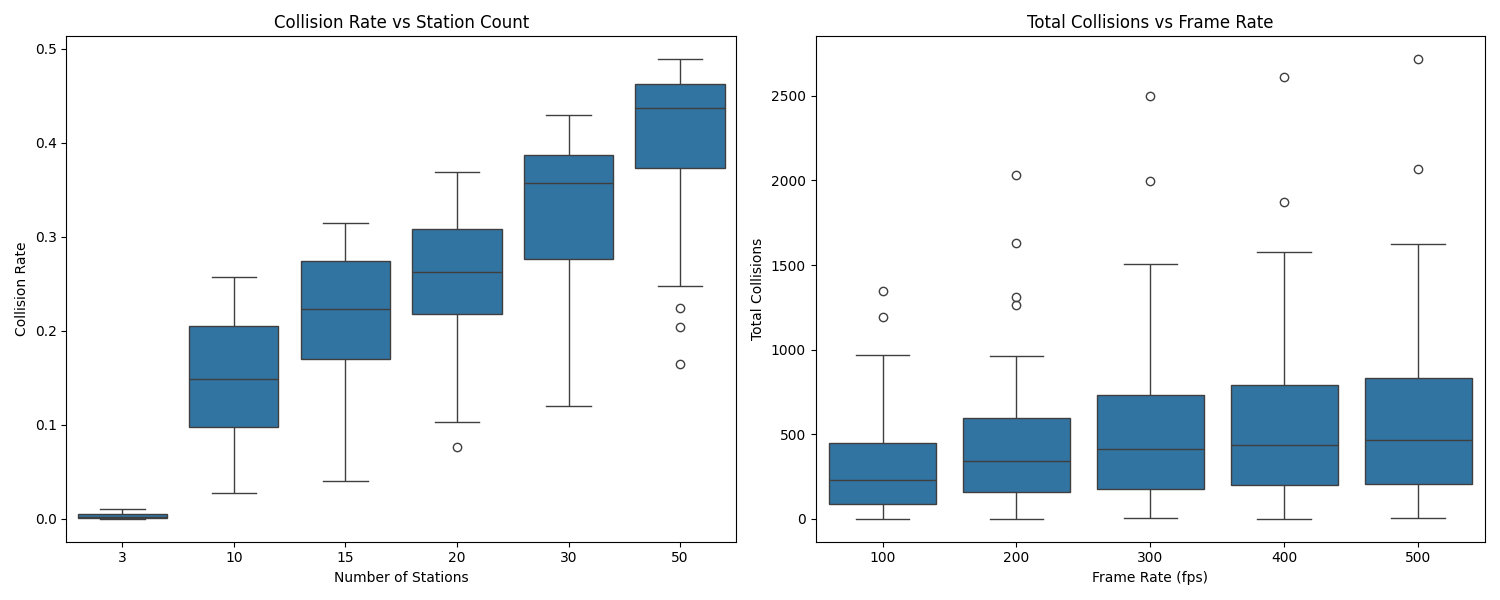 Collision Rate vs Station Count
Collision Rate
0.5
0.4
0.3
0.2
0.1
0.0
3 10 15 20 30 50
Number of Stations
Total Collisions vs Frame Rate
Total Collisions
2500
2000
1500
1000
500
0
100 200 300 400 500
Frame Rate (fps)